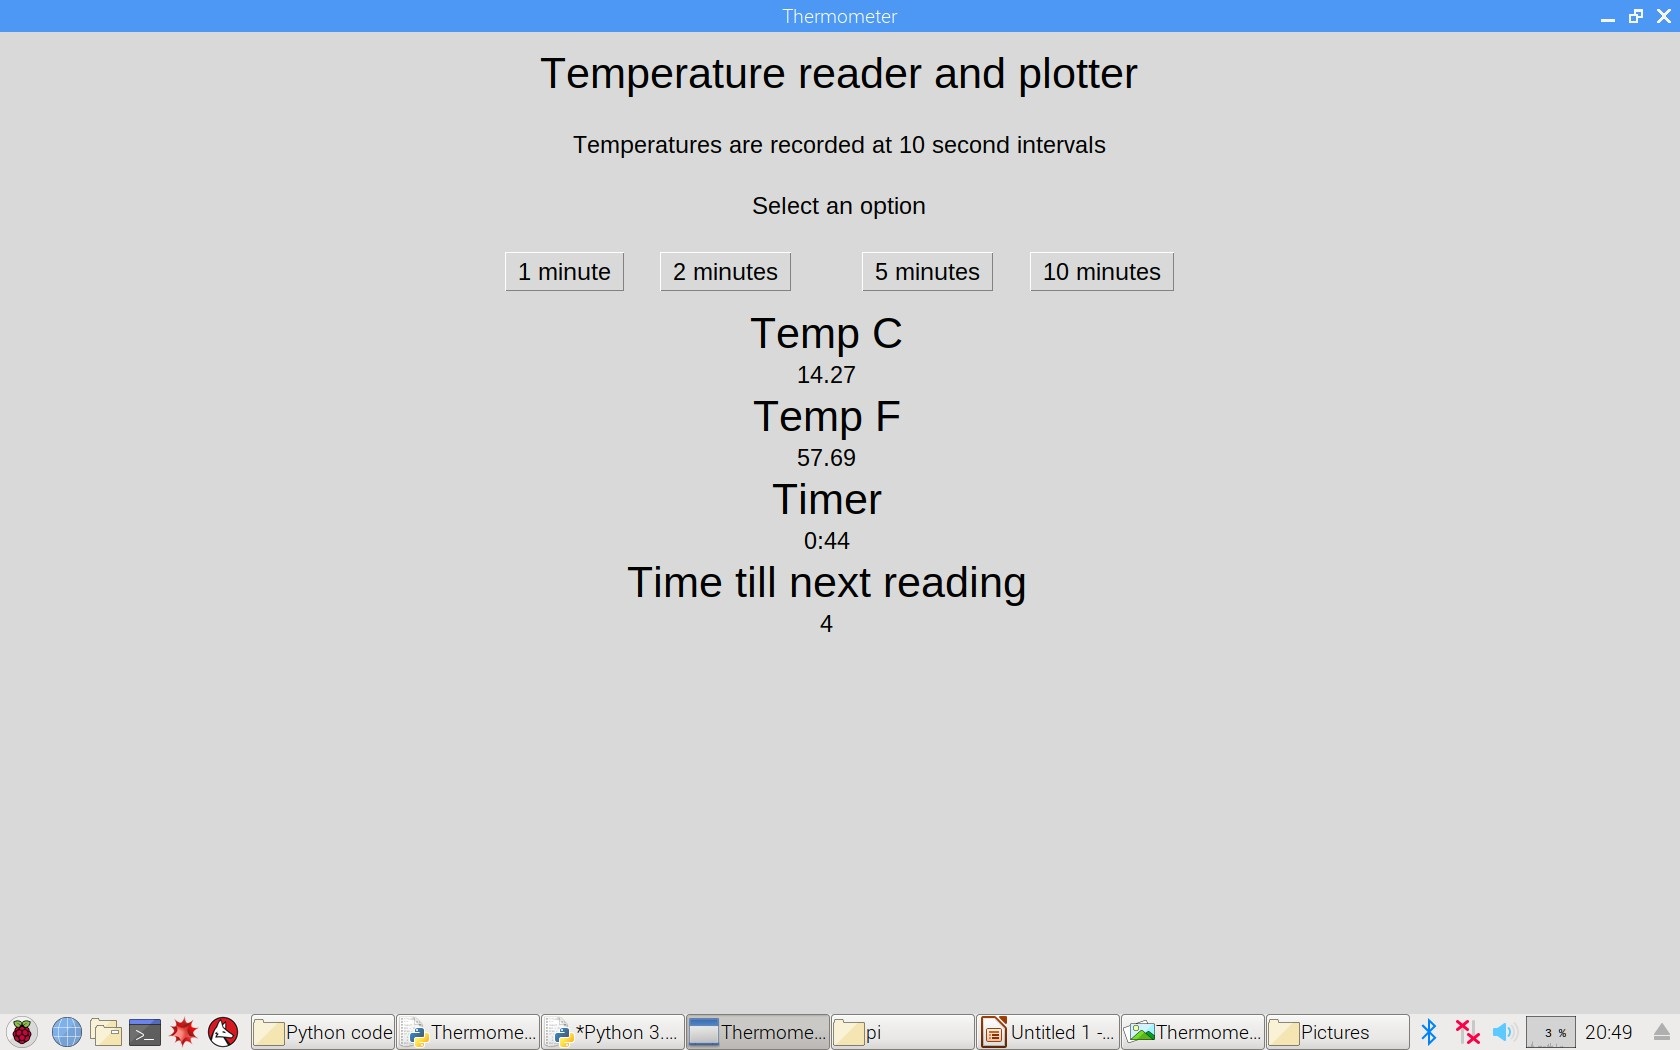 Thermometer
Temperature reader and plotter
Temperatures are recorded at 10 second intervals
Select an option
1 minute 2 minutes 5 minutes 10 minutes
Temp C
14.27
Temp F
57.69
Timer
0:44
Time till next reading
4
Python code Thermome... *Python 3.... Thermome... pi Untitled 1 -... Thermome... Pictures 3 % 20:49